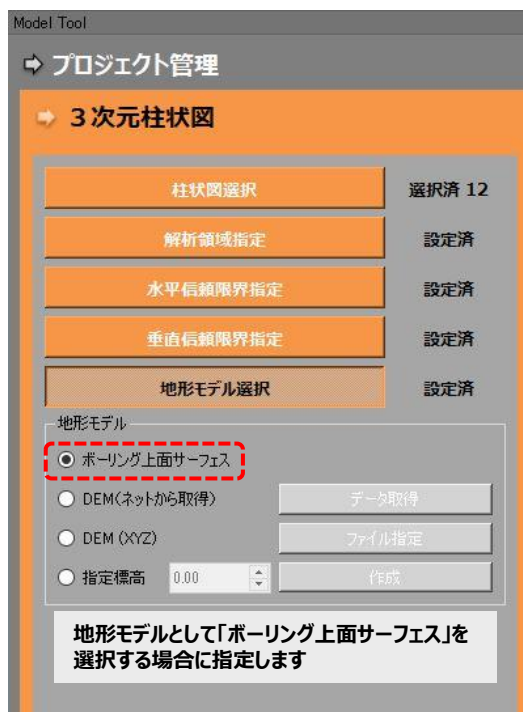 Model Tool
プロジェクト管理
３次元柱状図
柱状図選択 選択済 12
解析領域指定 設定済
水平信頼限界指定 設定済
垂直信頼限界指定 設定済
地形モデル選択 設定済
地形モデル
ボーリング上面サーフェス
DEM(ネットから取得) データ取得
DEM (XYZ) ファイル指定
指定標高 0.00 作成
地形モデルとして「ボーリング上面サーフェス」を
選択する場合に指定します